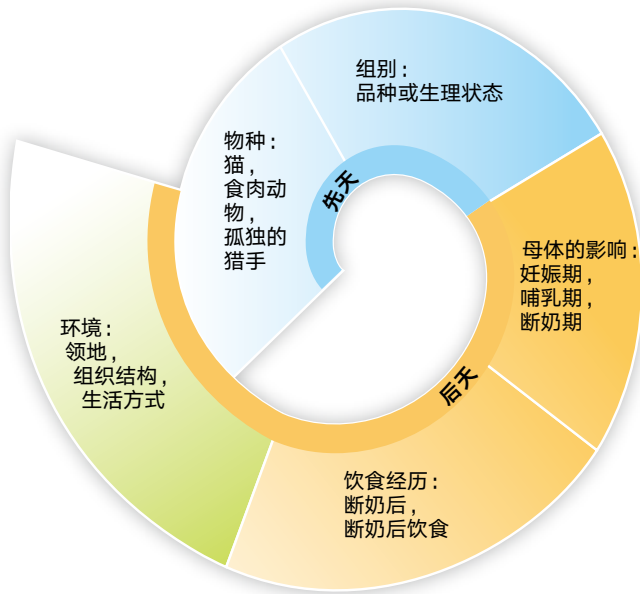 组别：
品种或生理状态
物种：
猫，
食肉动
物，
孤独的
猎手
先天
母体的影响：
妊娠期，
哺乳期，
断奶期
后天
环境：
领地，
组织结构，
生活方式
饮食经历：
断奶后，
断奶后饮食